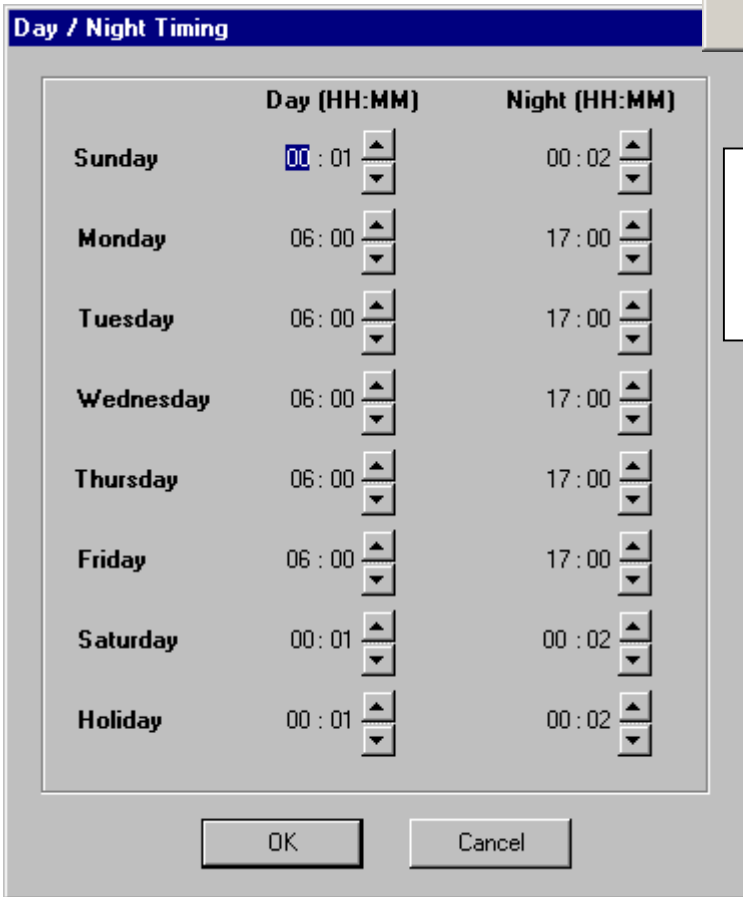 Day / Night Timing
Day (HH:MM) Night (HH:MM)
Sunday 00 : 01 00 : 02
Monday 06 : 00 17 : 00
Tuesday 06 : 00 17 : 00
Wednesday 06 : 00 17 : 00
Thursday 06 : 00 17 : 00
Friday 06 : 00 17 : 00
Saturday 00 : 01 00 : 02
Holiday 00 : 01 00 : 02
OK Cancel